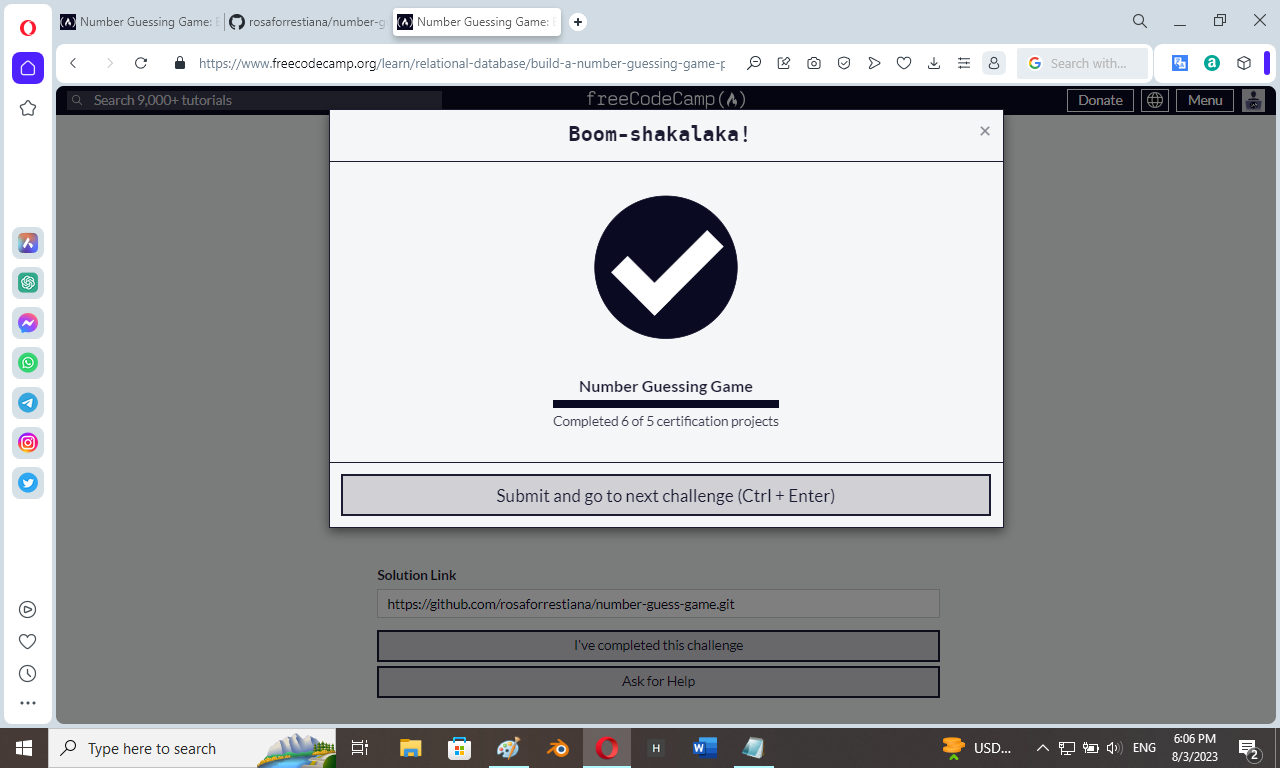 Number Guessing Game: B
rosaforrestiana/number-g
Number Guessing Game: B
https://www.freecodecamp.org/learn/relational-database/build-a-number-guessing-game-p
Search with...
Search 9,000+ tutorials
freeCodeCamp
Donate
Menu
Boom-shakalaka!
Number Guessing Game
Completed 6 of 5 certification projects
Submit and go to next challenge (Ctrl + Enter)
Solution Link
https://github.com/rosaforrestiana/number-guess-game.git
I've completed this challenge
Ask for Help
Type here to search
H
W
USD...
ENG
6:06 PM
8/3/2023
2